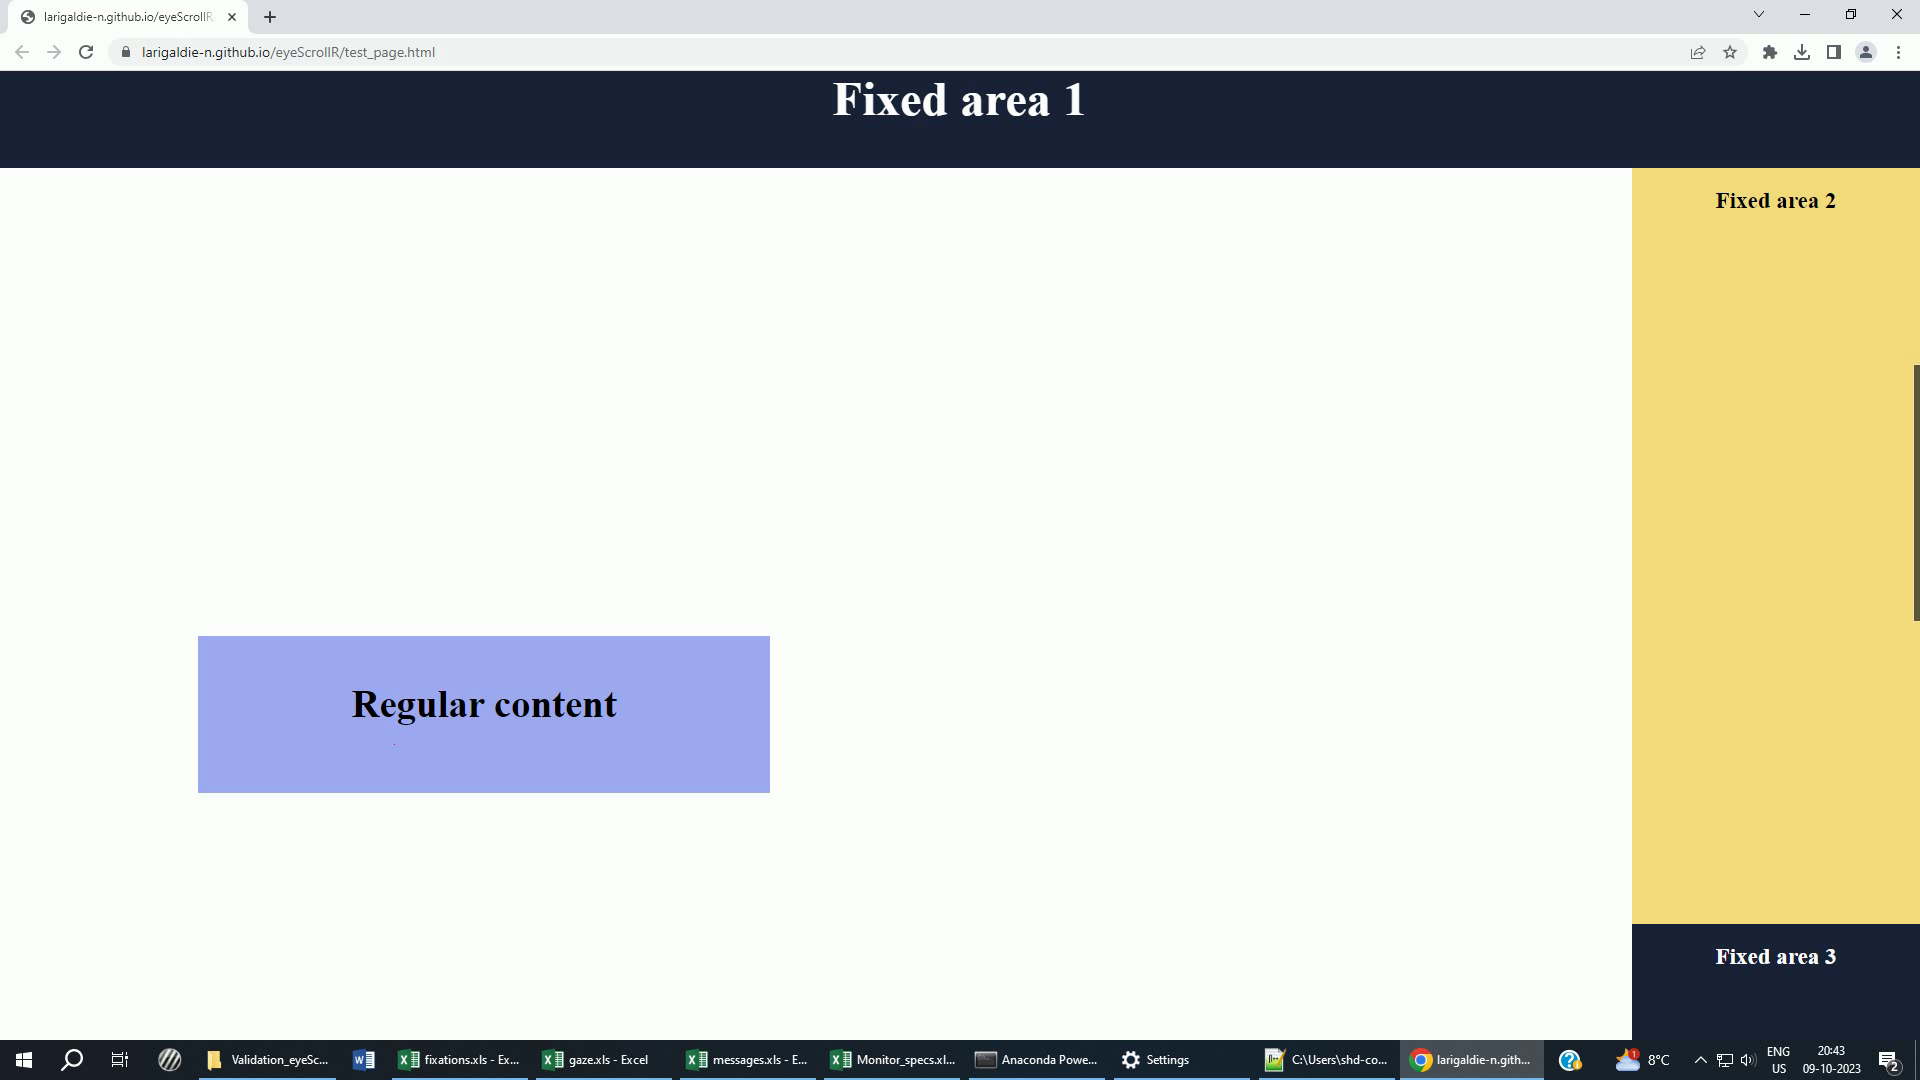 larigaldie-n.github.io/eyeScrollR
larigaldie-n.github.io/eyeScrollR/test_page.html
Fixed area 1
Fixed area 2
Regular content
Fixed area 3
Validation_eyeSc...
fixations.xls - Ex...
gaze.xls - Excel
messages.xls - E...
Monitor_specs.xl...
Anaconda Powe...
Settings
C:\Users\shd-co...
larigaldie-n.gith...
1
8°C
ENG
US
20:43
09-10-2023
2